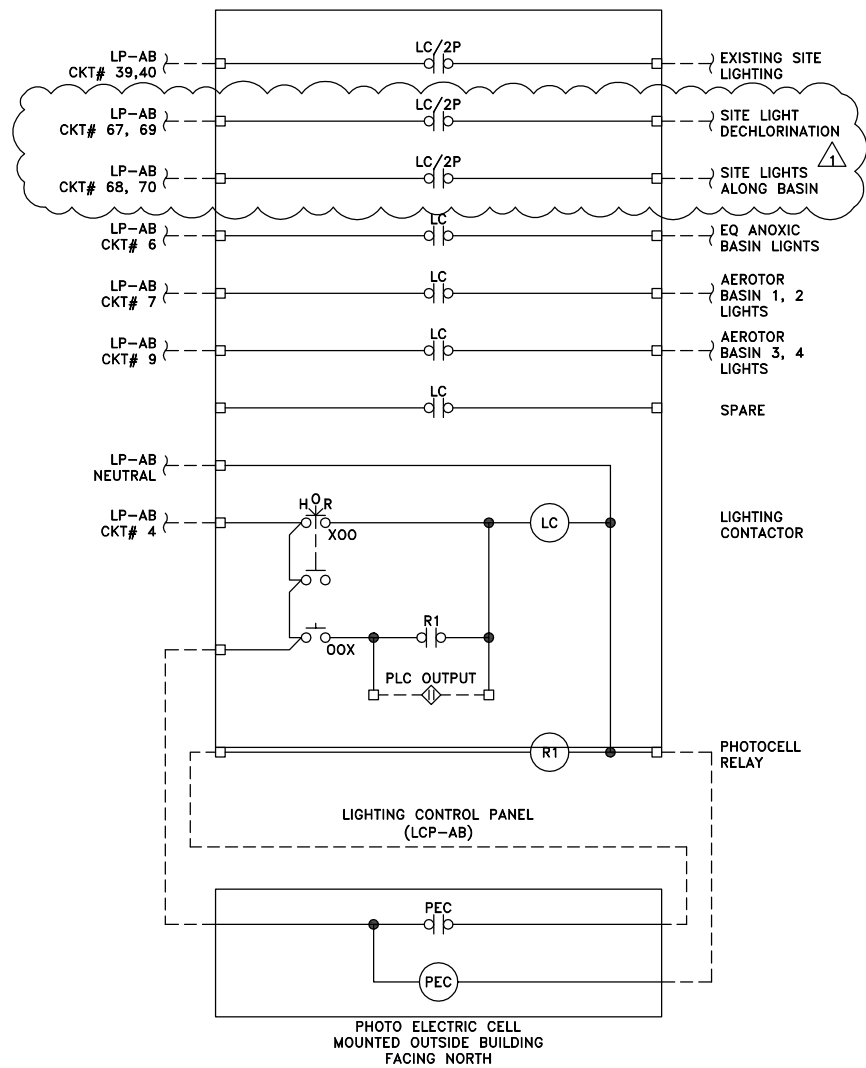 LP-AB
CKT# 39,40
LC/2P
EXISTING SITE
LIGHTING
LP-AB
CKT# 67, 69
LC/2P
SITE LIGHT
DECHLORINATION
1
LP-AB
CKT# 68, 70
LC/2P
SITE LIGHTS
ALONG BASIN
LP-AB
CKT# 6
LC
EQ ANOXIC
BASIN LIGNTS
LP-AB
CKT# 7
LC
AEROTOR
BASIN 1, 2
LIGHTS
LP-AB
CKT# 9
LC
AEROTOR
BASIN 3, 4
LIGHTS
LC
SPARE
LP-AB
NEUTRAL
LP-AB
CKT# 4
H O R
XOO
LC
LIGHTING
CONTACTOR
R1
OOX
PLC OUTPUT
R1
PHOTOCELL
RELAY
LIGHTING CONTROL PANEL
(LCP-AB)
PEC
PEC
PHOTO ELECTRIC CELL
MOUNTED OUTSIDE BUILDING
FACING NORTH